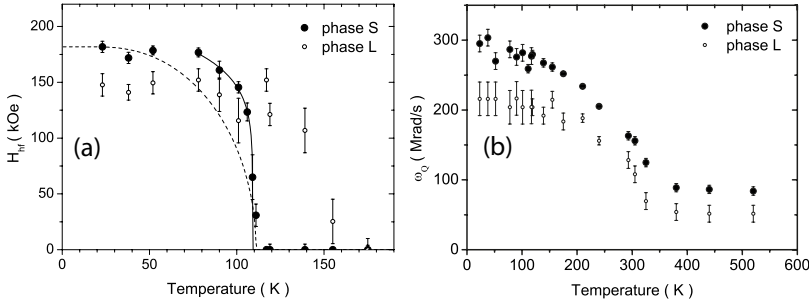 200
150
100
50
0
0
50
100
150
H_hf ( kOe )
Temperature ( K )
phase S
phase L
(a)
300
200
100
0
0
100
200
300
400
500
600
ω_Q ( Mrad/s )
Temperature ( K )
phase S
phase L
(b)